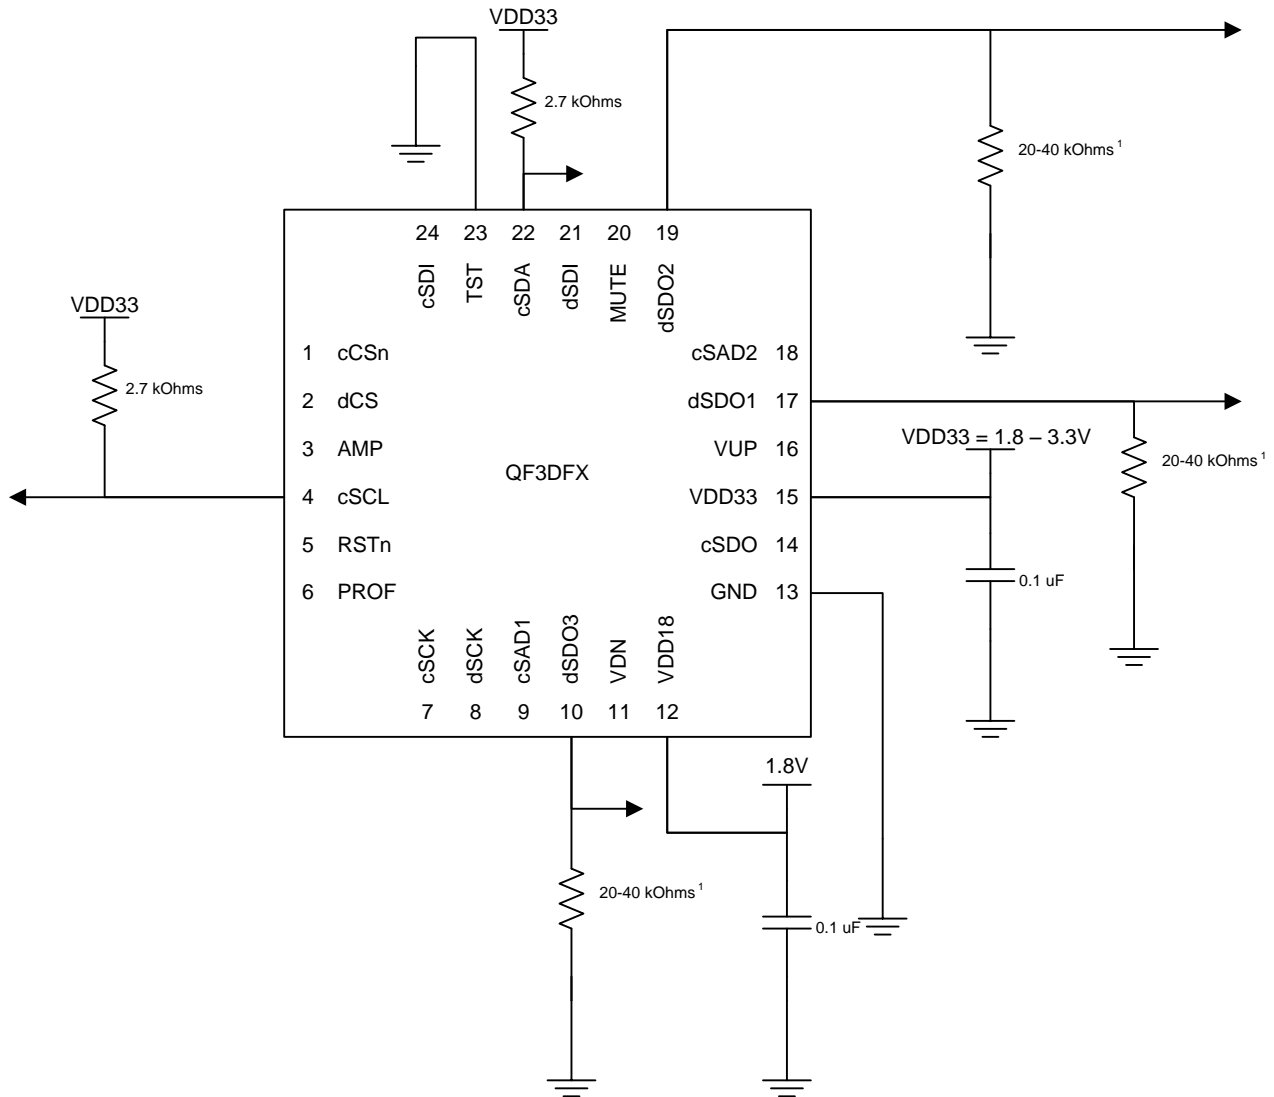 VDD33
2.7 kOhms
20-40 kOhms 1
24 23 22 21 20 19
cSDI
TST
cSDA
dSDI
MUTE
dSDO2
VDD33
2.7 kOhms
1 cCSn
2 dCS
3 AMP
4 cSCL
5 RSTn
6 PROF
QF3DFX
cSAD2 18
dSDO1 17
VUP 16
VDD33 15
cSDO 14
GND 13
VDD33 = 1.8 – 3.3V
20-40 kOhms 1
0.1 uF
cSCK
dSCK
cSAD1
dSDO3
VDN
VDD18
7 8 9 10 11 12
1.8V
20-40 kOhms 1
0.1 uF